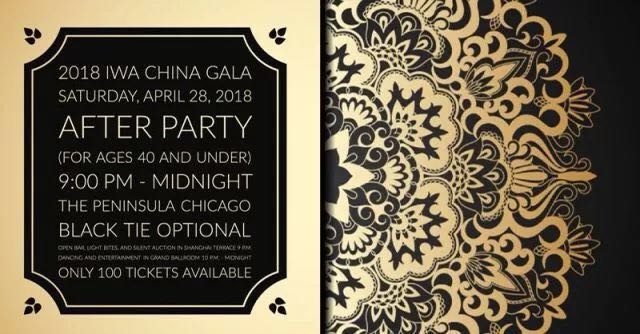 2018 IWA CHINA GALA
SATURDAY, APRIL 28, 2018
AFTER PARTY
(FOR AGES 40 AND UNDER)
9:00 PM - MIDNIGHT
THE PENINSULA CHICAGO
BLACK TIE OPTIONAL
OPEN BAR, LIGHT BITES, AND SILENT AUCTION IN SHANGHAI TERRACE 9 P.M.
DANCING AND ENTERTAINMENT IN GRAND BALLROOM 10 P.M. - MIDNIGHT
ONLY 100 TICKETS AVAILABLE